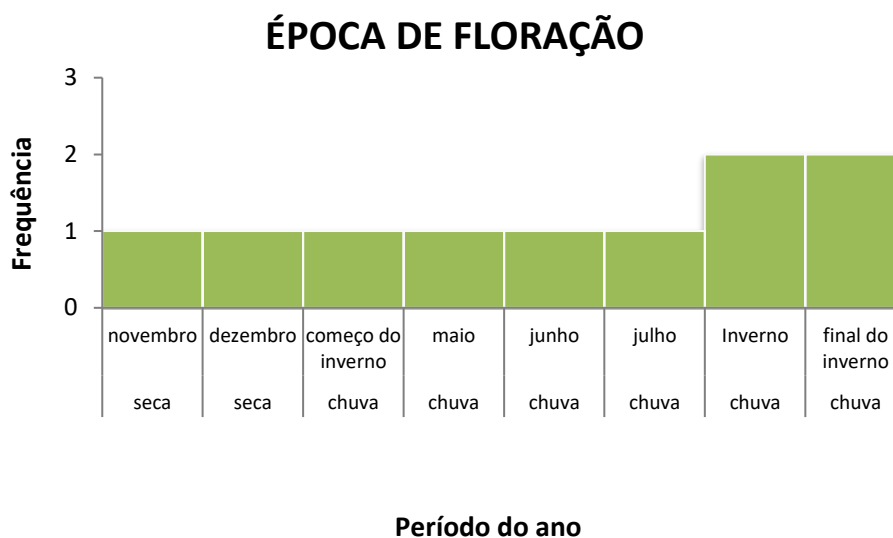 ÉPOCA DE FLORAÇÃO
Frequência
3
2
1
0
novembro dezembro começo do inverno maio junho julho Inverno final do inverno
seca seca chuva chuva chuva chuva chuva chuva
Período do ano